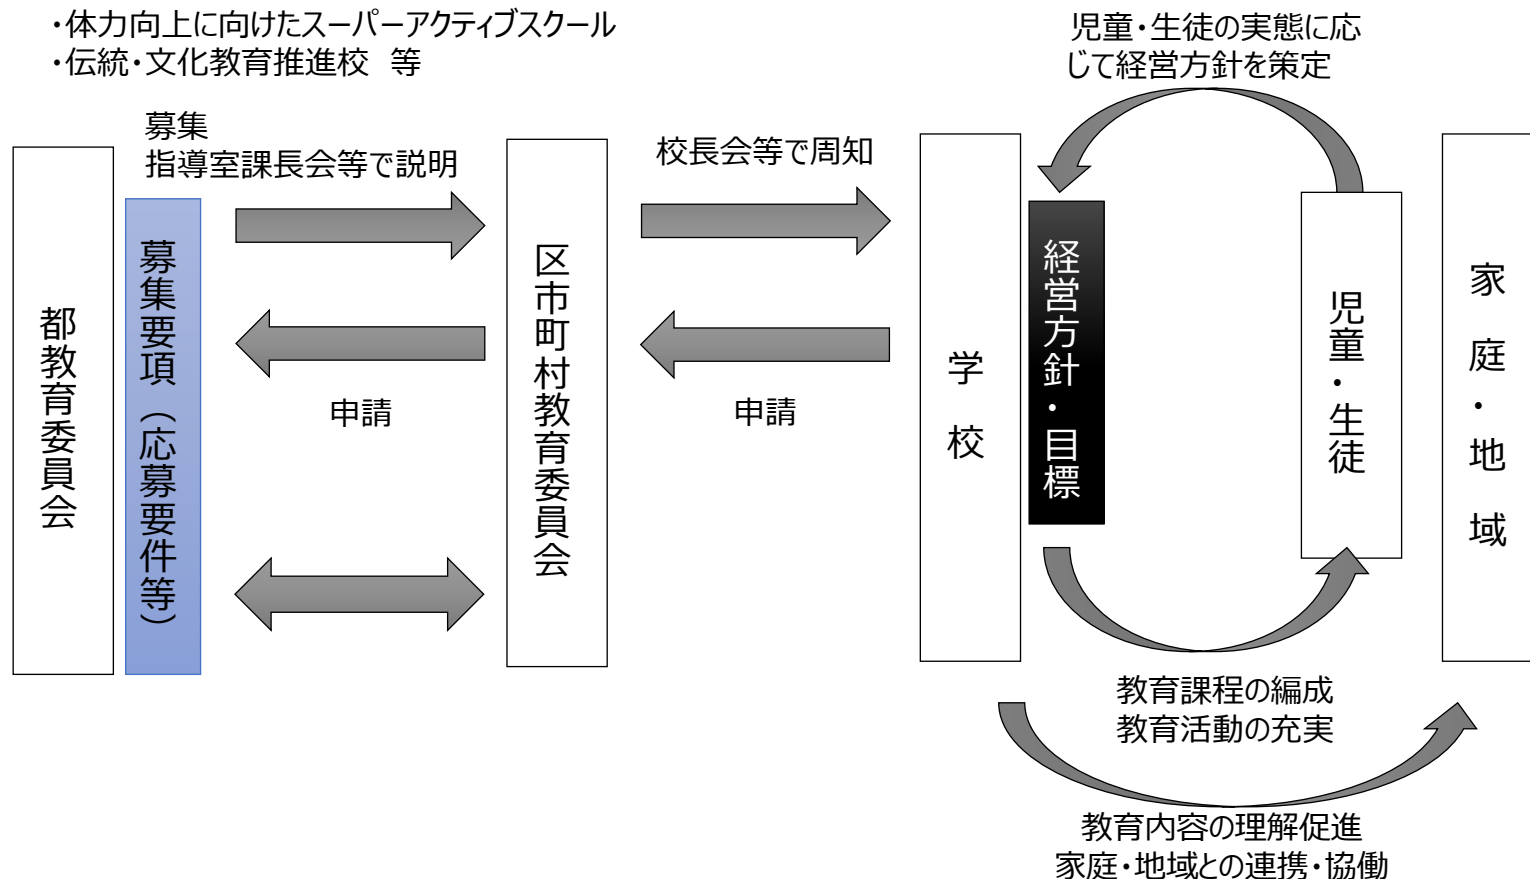 ・体力向上に向けたスーパーアクティブスクール
・伝統・文化教育推進校　等
児童・生徒の実態に応
じて経営方針を策定
募集
指導室課長会等で説明
校長会等で周知
都教育委員会
募集要項（応募要件等）
区市町村教育委員会
学校
経営方針・目標
児童・生徒
家庭・地域
申請
申請
教育課程の編成
教育活動の充実
教育内容の理解促進
家庭・地域との連携・協働